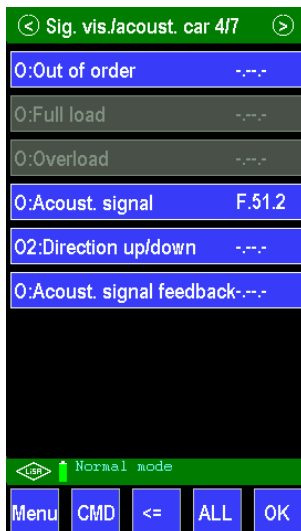 Sig. vis./acoust. car 4/7
O:Out of order -.--.-
O:Full load -.--.-
O:Overload -.--.-
O:Acoust. signal F.51.2
O2:Direction up/down -.--.-
O:Acoust. signal feedback-.--.-
LiSA Normal mode
Menu CMD <= ALL OK